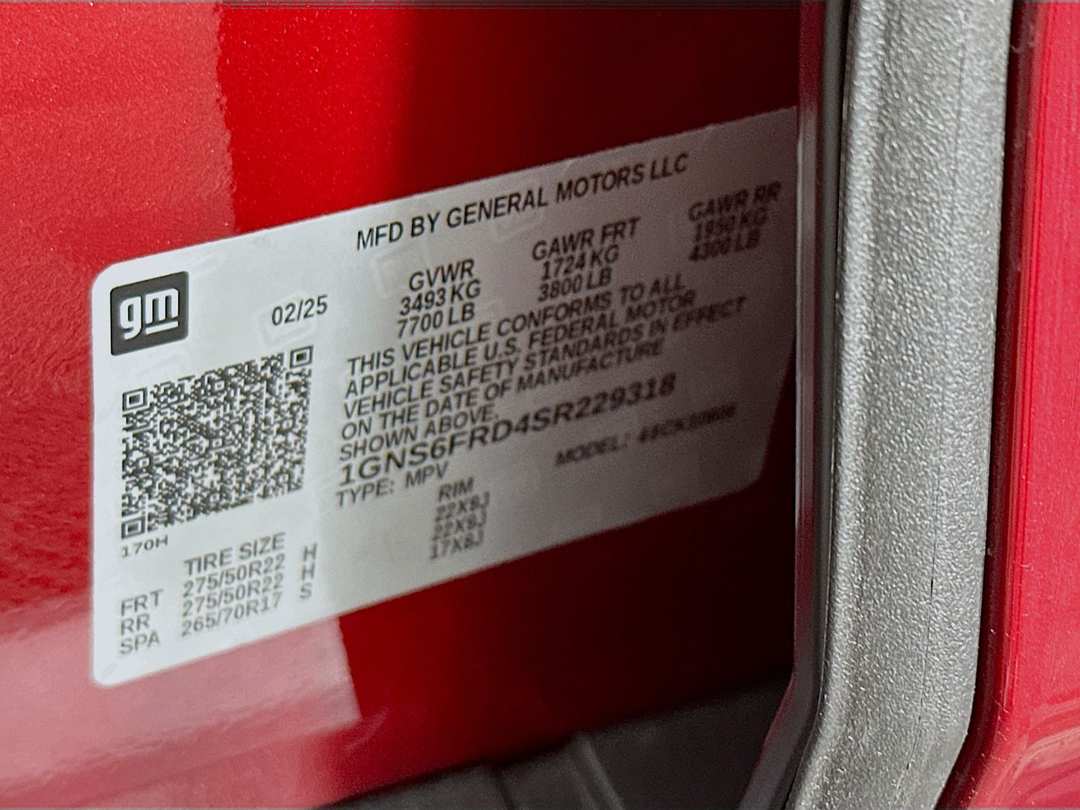 gm
MFD BY GENERAL MOTORS LLC
02/25
GVWR GAWR FRT GAWR RR
3493 KG 1724 KG 1950 KG
7700 LB 3800 LB 4300 LB
THIS VEHICLE CONFORMS TO ALL
APPLICABLE U.S. FEDERAL MOTOR
VEHICLE SAFETY STANDARDS IN EFFECT
ON THE DATE OF MANUFACTURE
SHOWN ABOVE.
1GNS6FRD4SR229318
TYPE: MPV MODEL:
170H
TIRE SIZE RIM
FRT 275/50R22 H 22X9J
RR 275/50R22 H 22X9J
SPA 265/70R17 S 17X8J